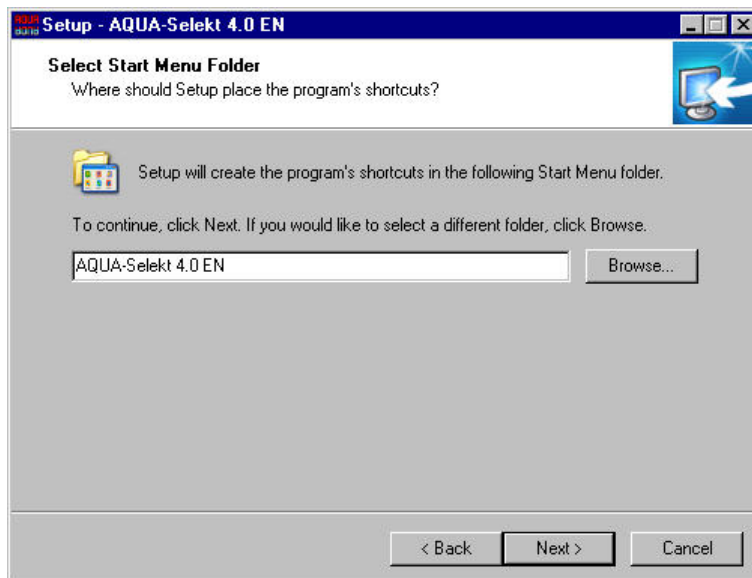 Setup - AQUA-Selekt 4.0 EN
Select Start Menu Folder
Where should Setup place the program's shortcuts?
Setup will create the program's shortcuts in the following Start Menu folder.
To continue, click Next. If you would like to select a different folder, click Browse.
AQUA-Selekt 4.0 EN
Browse...
< Back
Next >
Cancel